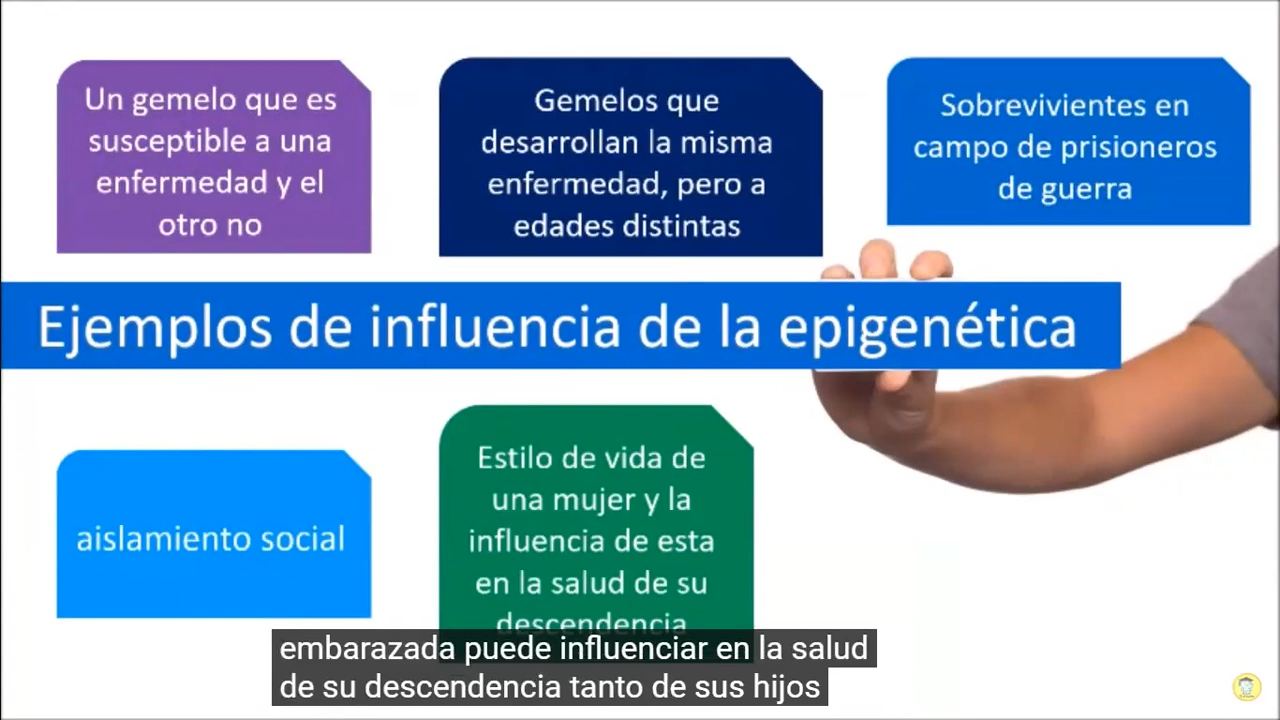 Un gemelo que es
susceptible a una
enfermedad y el
otro no
Gemelos que
desarrollan la misma
enfermedad, pero a
edades distintas
Sobrevivientes en
campo de prisioneros
de guerra
Ejemplos de influencia de la epigenética
aislamiento social
Estilo de vida de
una mujer y la
influencia de esta
en la salud de su
descendencia
embarazada puede influenciar en la salud
de su descendencia tanto de sus hijos